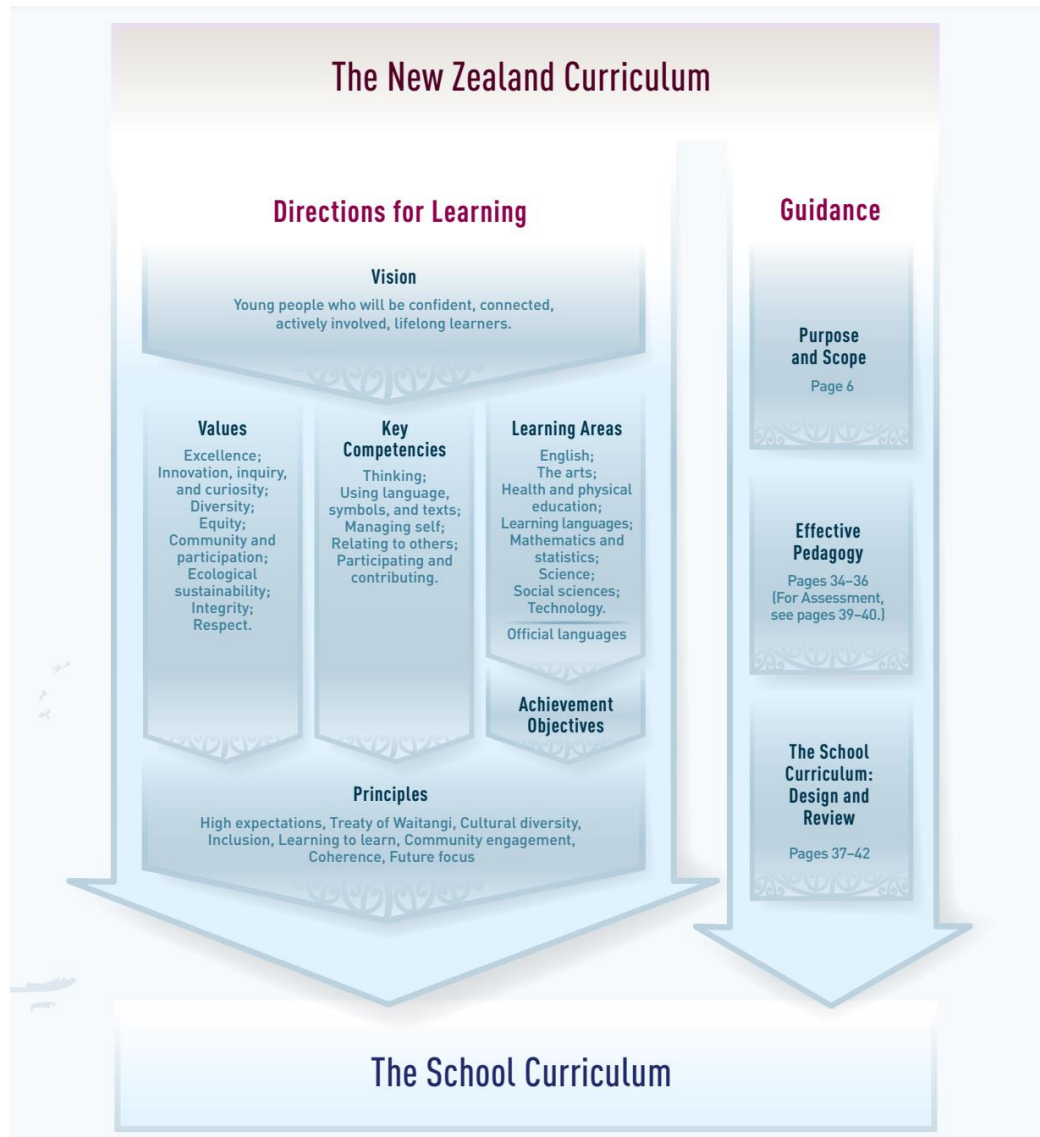 The New Zealand Curriculum
Directions for Learning
Vision
Young people who will be confident, connected,
actively involved, lifelong learners.
Values
Excellence;
Innovation, inquiry,
and curiosity;
Diversity;
Equity;
Community and
participation;
Ecological
sustainability;
Integrity;
Respect.
Key
Competencies
Thinking;
Using language,
symbols, and texts;
Managing self;
Relating to others;
Participating and
contributing.
Learning Areas
English;
The arts;
Health and physical
education;
Learning languages;
Mathematics and
statistics;
Science;
Social sciences;
Technology.
Official languages
Achievement
Objectives
Principles
High expectations, Treaty of Waitangi, Cultural diversity,
Inclusion, Learning to learn, Community engagement,
Coherence, Future focus
Guidance
Purpose
and Scope
Page 6
Effective
Pedagogy
Pages 34–36
(For Assessment,
see pages 39–40.)
The School
Curriculum:
Design and
Review
Pages 37–42
The School Curriculum